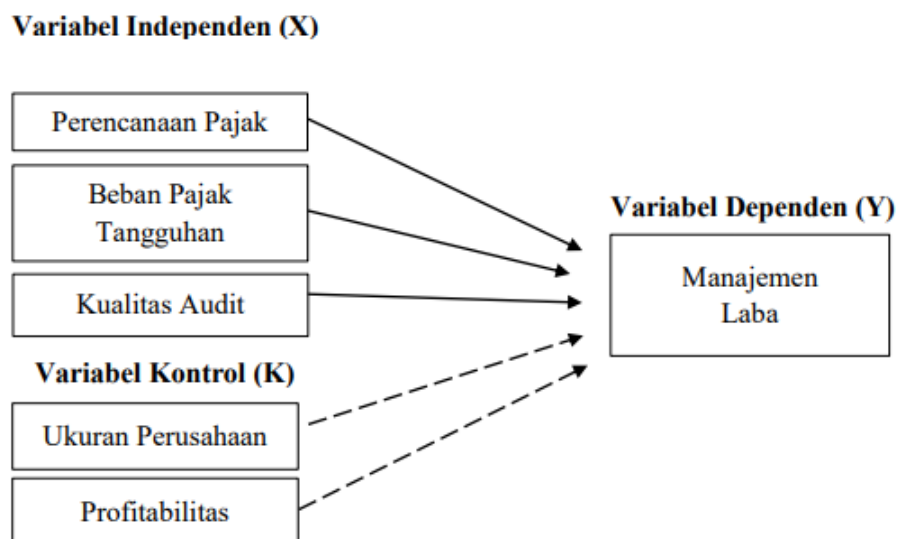 Variabel Independen (X)
Perencanaan Pajak
Beban Pajak
Tangguhan
Kualitas Audit
Variabel Dependen (Y)
Manajemen
Laba
Variabel Kontrol (K)
Ukuran Perusahaan
Profitabilitas